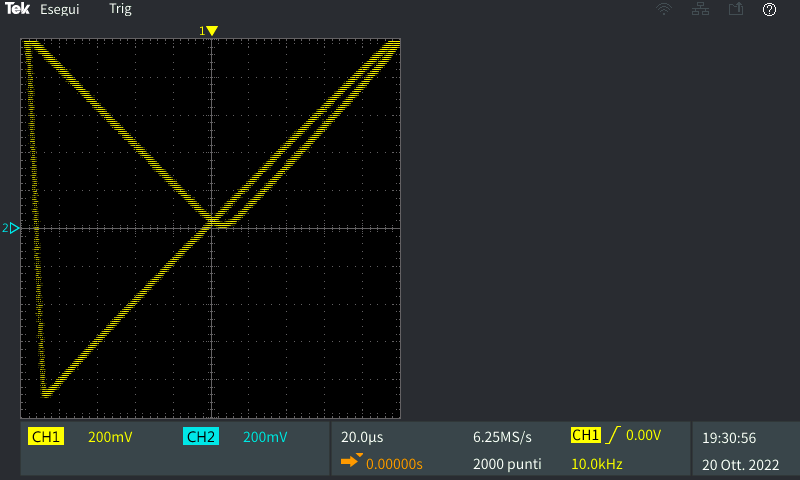 Tek Esegui Trig ?
1
2
CH1 200mV CH2 200mV 20.0µs 6.25MS/s CH1 0.00V 19:30:56
0.00000s 2000 punti 10.0kHz 20 Ott. 2022